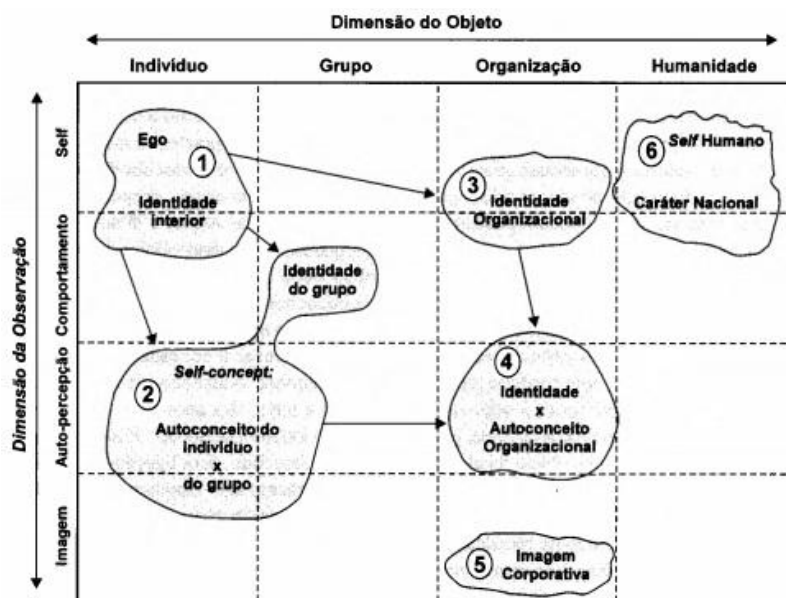 Dimensão do Objeto
Indivíduo Grupo Organização Humanidade
Dimensão da Observação
Self
Comportamento
Auto-percepção
Imagem
Ego
1
Identidade
interior
3
Identidade
Organizacional
6 Self Humano
Caráter Nacional
Identidade
do grupo
Self-concept:
2
Autoconceito do
indivíduo
x
do grupo
4
Identidade
x
Autoconceito
Organizacional
5
Imagem
Corporativa